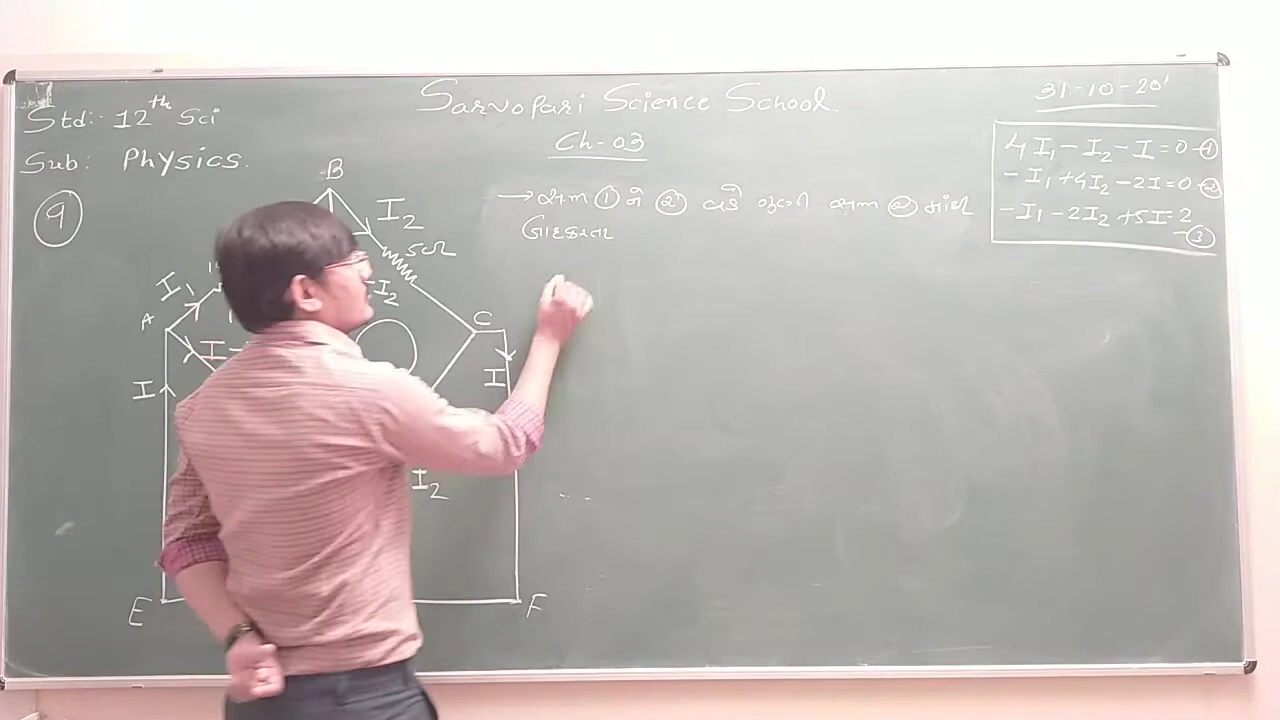 Std:- 12th Sci
Sub: Physics.
Sarvopari Science School
Ch-03
31-10-20'
4I₁-I₂-I=0-①
-I₁+4I₂-2I=0-②
-I₁-2I₂+5I=2
-③
9
→ સમી ① ને ② વડે ગુણી સમી ② માંથી
બાદ કરતા
B
I₂
5Ω
I₁
-I₂
A
C
I-
I
I
I₂
E
F